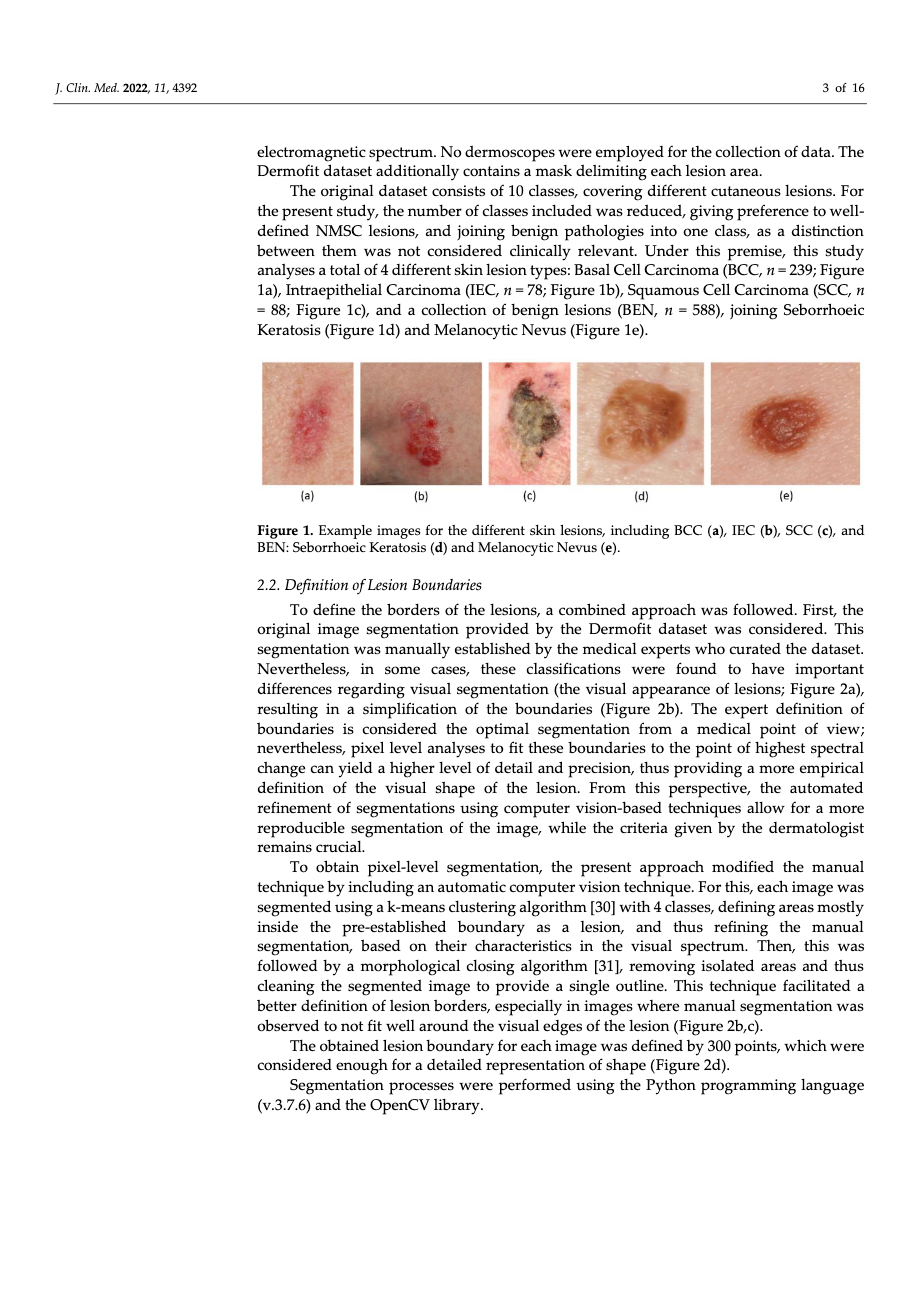 J. Clin. Med. 2022, 11, 4392
3 of 16
electromagnetic spectrum. No dermoscopes were employed for the collection of data. The
Dermofit dataset additionally contains a mask delimiting each lesion area.
The original dataset consists of 10 classes, covering different cutaneous lesions. For
the present study, the number of classes included was reduced, giving preference to well-
defined NMSC lesions, and joining benign pathologies into one class, as a distinction
between them was not considered clinically relevant. Under this premise, this study
analyses a total of 4 different skin lesion types: Basal Cell Carcinoma (BCC, n = 239; Figure
1a), Intraepithelial Carcinoma (IEC, n = 78; Figure 1b), Squamous Cell Carcinoma (SCC, n
= 88; Figure 1c), and a collection of benign lesions (BEN, n = 588), joining Seborrhoeic
Keratosis (Figure 1d) and Melanocytic Nevus (Figure 1e).
(a) (b) (c) (d) (e)
Figure 1. Example images for the different skin lesions, including BCC (a), IEC (b), SCC (c), and
BEN: Seborrhoeic Keratosis (d) and Melanocytic Nevus (e).
2.2. Definition of Lesion Boundaries
To define the borders of the lesions, a combined approach was followed. First, the
original image segmentation provided by the Dermofit dataset was considered. This
segmentation was manually established by the medical experts who curated the dataset.
Nevertheless, in some cases, these classifications were found to have important
differences regarding visual segmentation (the visual appearance of lesions; Figure 2a),
resulting in a simplification of the boundaries (Figure 2b). The expert definition of
boundaries is considered the optimal segmentation from a medical point of view;
nevertheless, pixel level analyses to fit these boundaries to the point of highest spectral
change can yield a higher level of detail and precision, thus providing a more empirical
definition of the visual shape of the lesion. From this perspective, the automated
refinement of segmentations using computer vision-based techniques allow for a more
reproducible segmentation of the image, while the criteria given by the dermatologist
remains crucial.
To obtain pixel-level segmentation, the present approach modified the manual
technique by including an automatic computer vision technique. For this, each image was
segmented using a k-means clustering algorithm [30] with 4 classes, defining areas mostly
inside the pre-established boundary as a lesion, and thus refining the manual
segmentation, based on their characteristics in the visual spectrum. Then, this was
followed by a morphological closing algorithm [31], removing isolated areas and thus
cleaning the segmented image to provide a single outline. This technique facilitated a
better definition of lesion borders, especially in images where manual segmentation was
observed to not fit well around the visual edges of the lesion (Figure 2b,c).
The obtained lesion boundary for each image was defined by 300 points, which were
considered enough for a detailed representation of shape (Figure 2d).
Segmentation processes were performed using the Python programming language
(v.3.7.6) and the OpenCV library.